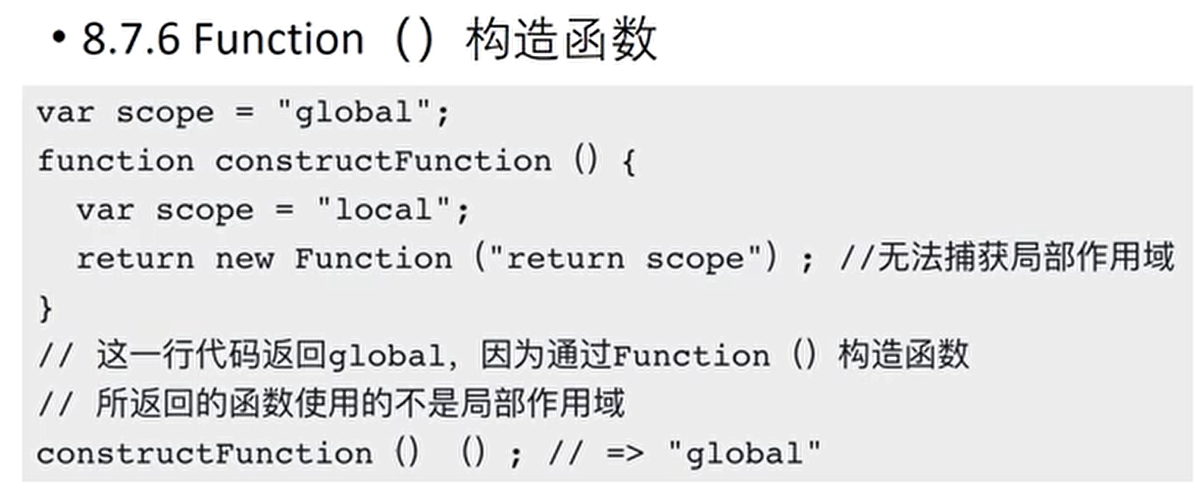 • 8.7.6 Function（）构造函数
var scope = "global";
function constructFunction () {
  var scope = "local";
  return new Function ("return scope") ; //无法捕获局部作用域
}
// 这一行代码返回global, 因为通过Function () 构造函数
// 所返回的函数使用的不是局部作用域
constructFunction () () ; // => "global"